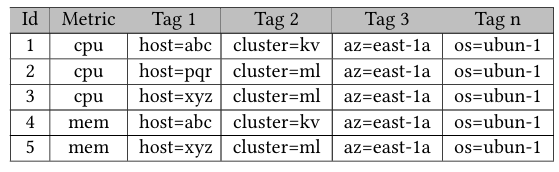 Id Metric Tag 1 Tag 2 Tag 3 Tag n
1 cpu host=abc cluster=kv az=east-1a os=ubun-1
2 cpu host=pqr cluster=ml az=east-1a os=ubun-1
3 cpu host=xyz cluster=ml az=east-1a os=ubun-1
4 mem host=abc cluster=kv az=east-1a os=ubun-1
5 mem host=xyz cluster=ml az=east-1a os=ubun-1